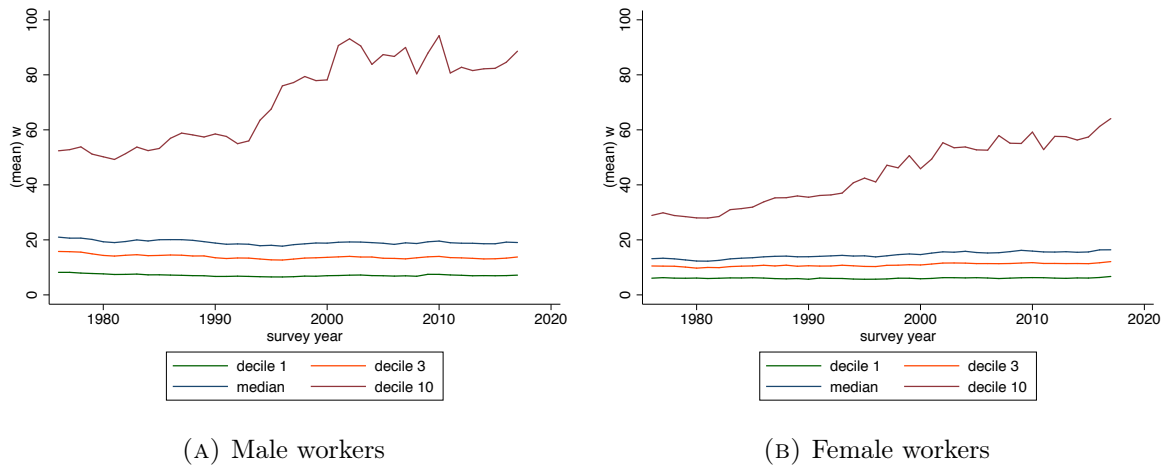 100
80
60
40
20
0
(mean) w
1980 1990 2000 2010 2020
survey year
decile 1 decile 3
median decile 10
(A) Male workers
100
80
60
40
20
0
(mean) w
1980 1990 2000 2010 2020
survey year
decile 1 decile 3
median decile 10
(B) Female workers